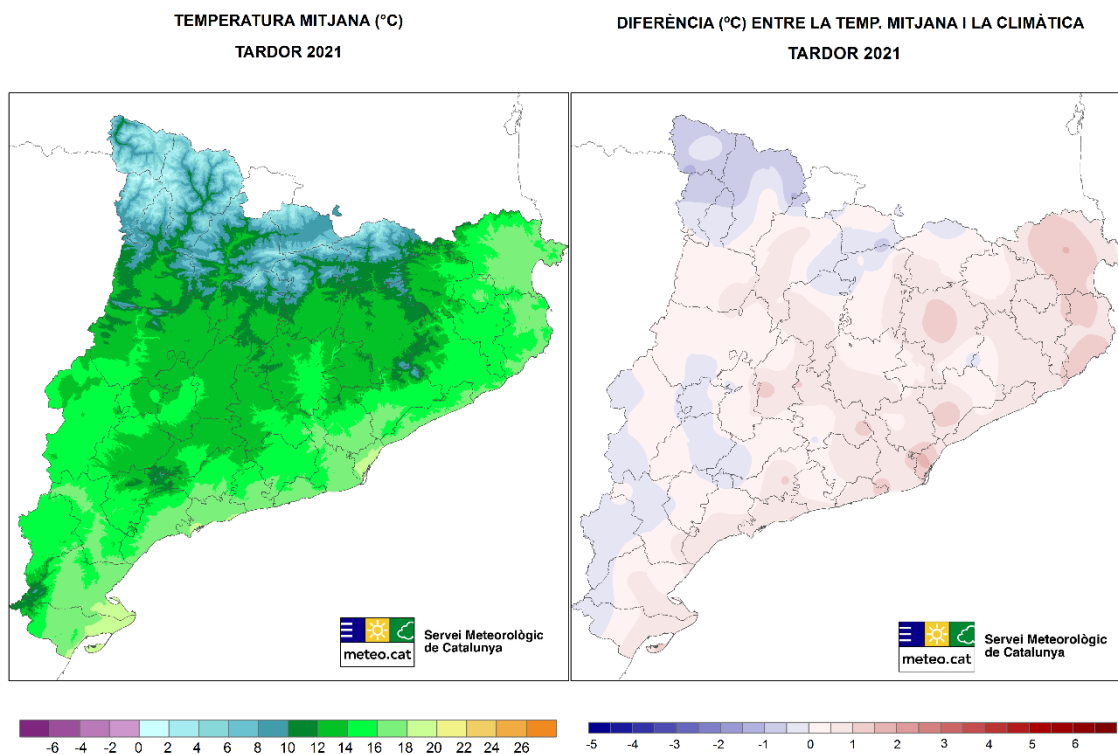 TEMPERATURA MITJANA (°C)
TARDOR 2021
DIFERÈNCIA (ºC) ENTRE LA TEMP. MITJANA I LA CLIMÀTICA
TARDOR 2021
meteo.cat
Servei Meteorològic
de Catalunya
meteo.cat
Servei Meteorològic
de Catalunya
-6 -4 -2 0 2 4 6 8 10 12 14 16 18 20 22 24 26
-5 -4 -3 -2 -1 0 1 2 3 4 5 6